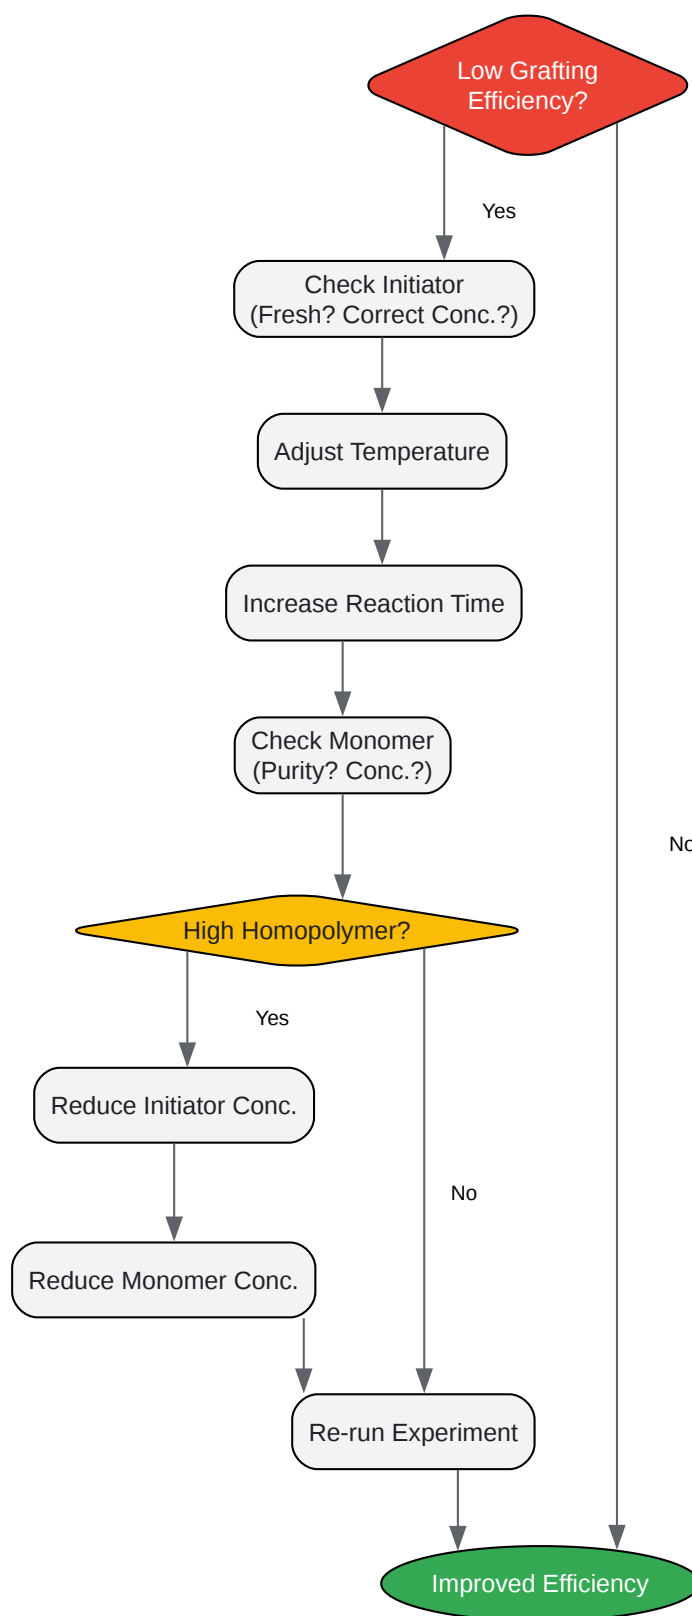 Low Grafting
Efficiency?
Yes
Check Initiator
(Fresh? Correct Conc.?)
Adjust Temperature
Increase Reaction Time
Check Monomer
(Purity? Conc.?)
No
High Homopolymer?
Yes
Reduce Initiator Conc.
No
Reduce Monomer Conc.
Re-run Experiment
Improved Efficiency